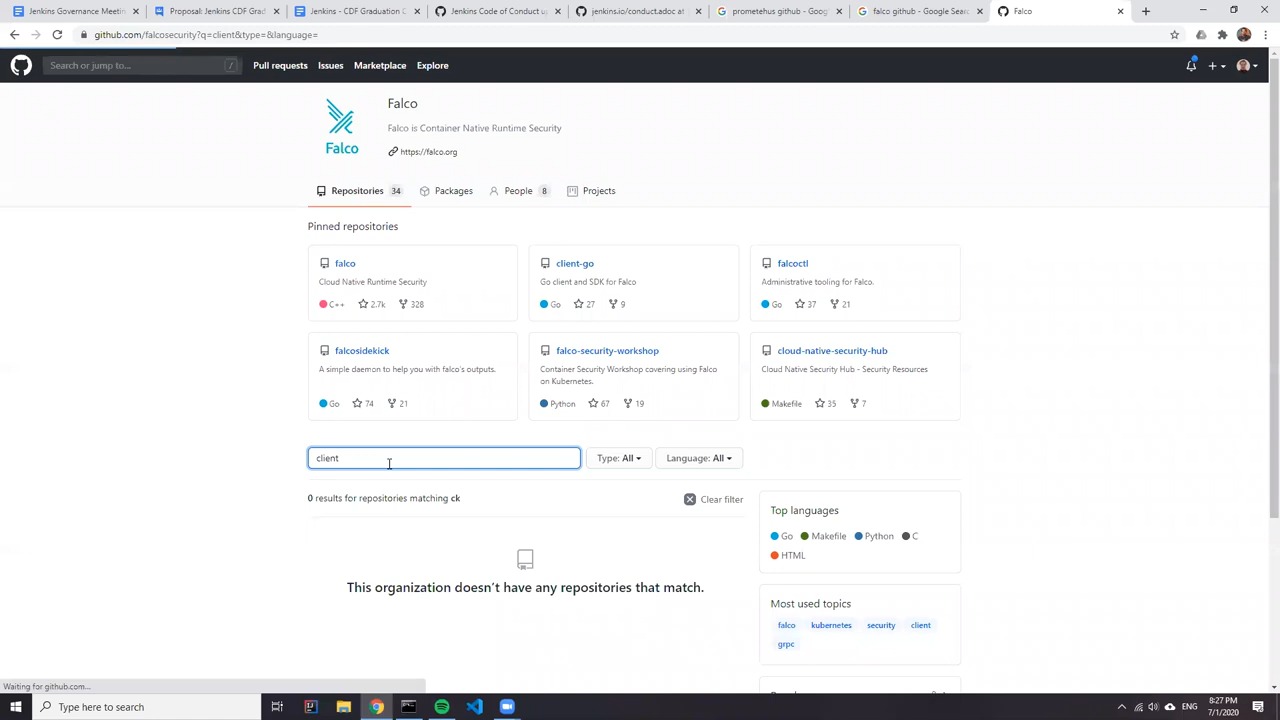 Jenkins Governance Meeti
Proposal: Jenkins CDF Grad
Jenkins - CDF Graduation C
Jenkins Code of Conduct up
jenkins.io/conduct.adoc at
prometehus github - Goog
falco github - Google Searc
Falco
github.com/falcosecurity?q=client&type=&language=
Search or jump to...
/
Pull requests
Issues
Marketplace
Explore
Falco
Falco is Container Native Runtime Security
https://falco.org
Falco
Repositories 34
Packages
People 8
Projects
Pinned repositories
falco
Cloud Native Runtime Security
C++ 2.7k 328
client-go
Go client and SDK for Falco
Go 27 9
falcoctl
Administrative tooling for Falco.
Go 37 21
falcosidekick
A simple daemon to help you with falco's outputs.
Go 74 21
falco-security-workshop
Container Security Workshop covering using Falco
on Kubernetes.
Python 67 19
cloud-native-security-hub
Cloud Native Security Hub - Security Resources
Makefile 35 7
client
Type: All
Language: All
0 results for repositories matching ck
Clear filter
This organization doesn't have any repositories that match.
Top languages
Go Makefile Python C
HTML
Most used topics
falco kubernetes security client
grpc
Waiting for github.com...
Type here to search
ENG
8:27 PM
7/1/2020